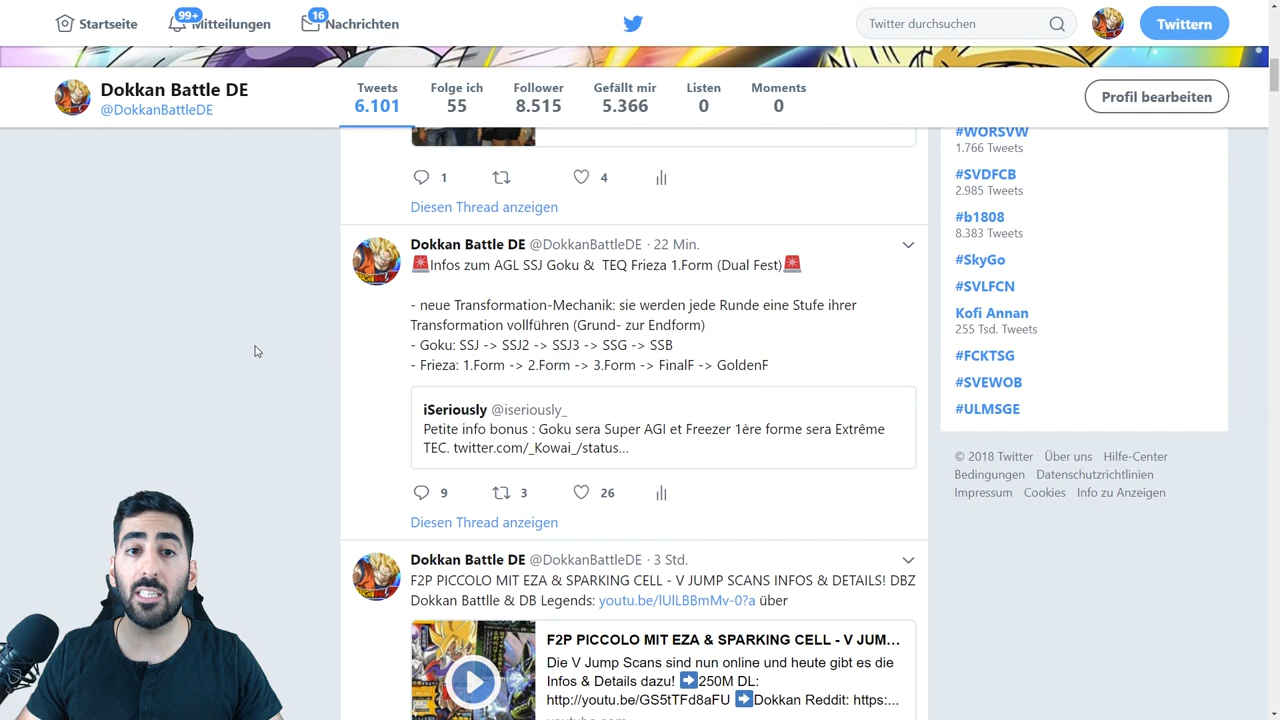 Startseite
99+
Mitteilungen
16
Nachrichten
Twitter durchsuchen
Twittern
Dokkan Battle DE
@DokkanBattleDE
Tweets
6.101
Folge ich
55
Follower
8.515
Gefällt mir
5.366
Listen
0
Moments
0
Profil bearbeiten
1
4
Diesen Thread anzeigen
Dokkan Battle DE @DokkanBattleDE · 22 Min.
🚨Infos zum AGL SSJ Goku & TEQ Frieza 1.Form (Dual Fest)🚨
- neue Transformation-Mechanik: sie werden jede Runde eine Stufe ihrer
Transformation vollführen (Grund- zur Endform)
- Goku: SSJ -> SSJ2 -> SSJ3 -> SSG -> SSB
- Frieza: 1.Form -> 2.Form -> 3.Form -> FinalF -> GoldenF
iSeriously @iseriously_
Petite info bonus : Goku sera Super AGI et Freezer 1ère forme sera Extrême
TEC. twitter.com/_Kowai_/status...
9
3
26
Diesen Thread anzeigen
Dokkan Battle DE @DokkanBattleDE · 3 Std.
F2P PICCOLO MIT EZA & SPARKING CELL - V JUMP SCANS INFOS & DETAILS! DBZ
Dokkan Battlle & DB Legends: youtu.be/lUlLBBmMv-0?a über
F2P PICCOLO MIT EZA & SPARKING CELL - V JUM...
Die V Jump Scans sind nun online und heute gibt es die
Infos & Details dazu! ➡250M DL:
http://youtu.be/GS5tTFd8aFU ➡Dokkan Reddit: https:...
#WORSVW
1.766 Tweets
#SVDFCB
2.985 Tweets
#b1808
8.383 Tweets
#SkyGo
#SVLFCN
Kofi Annan
255 Tsd. Tweets
#FCKTSG
#SVEWOB
#ULMSGE
© 2018 Twitter Über uns Hilfe-Center
Bedingungen Datenschutzrichtlinien
Impressum Cookies Info zu Anzeigen